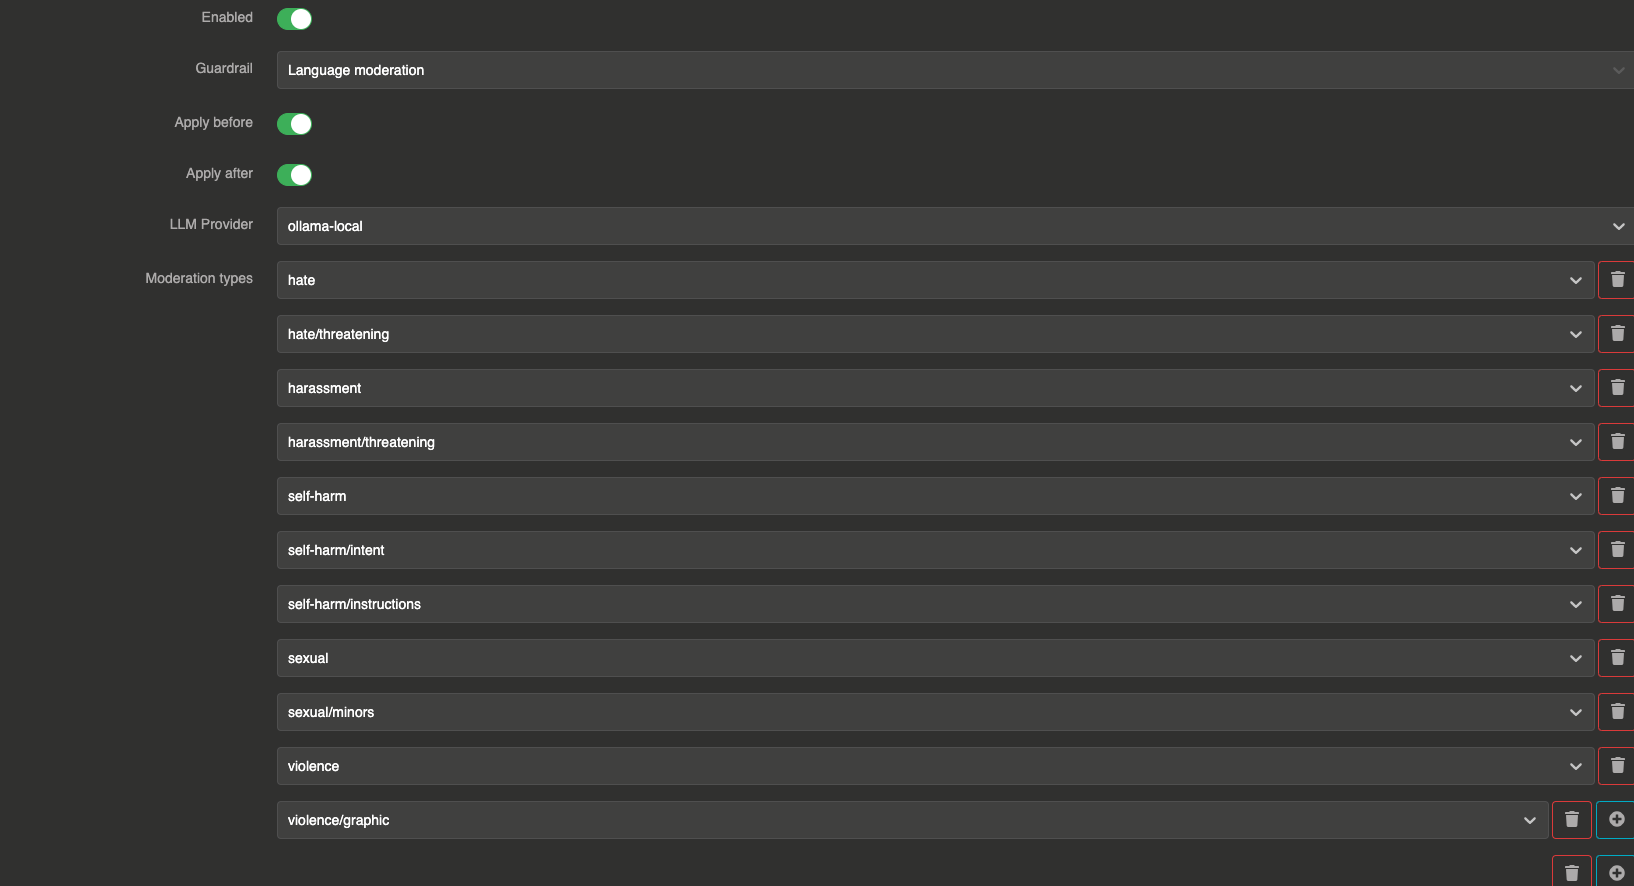 Enabled
Guardrail
Language moderation
Apply before
Apply after
LLM Provider
ollama-local
Moderation types
hate
hate/threatening
harassment
harassment/threatening
self-harm
self-harm/intent
self-harm/instructions
sexual
sexual/minors
violence
violence/graphic